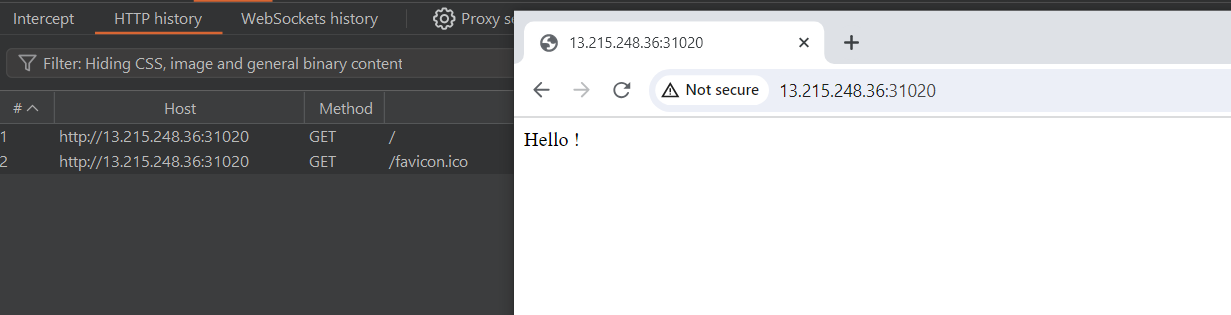 Intercept HTTP history WebSockets history Proxy
Filter: Hiding CSS, image and general binary content
# Host Method
1 http://13.215.248.36:31020 GET /
2 http://13.215.248.36:31020 GET /favicon.ico
13.215.248.36:31020
Not secure 13.215.248.36:31020
Hello !